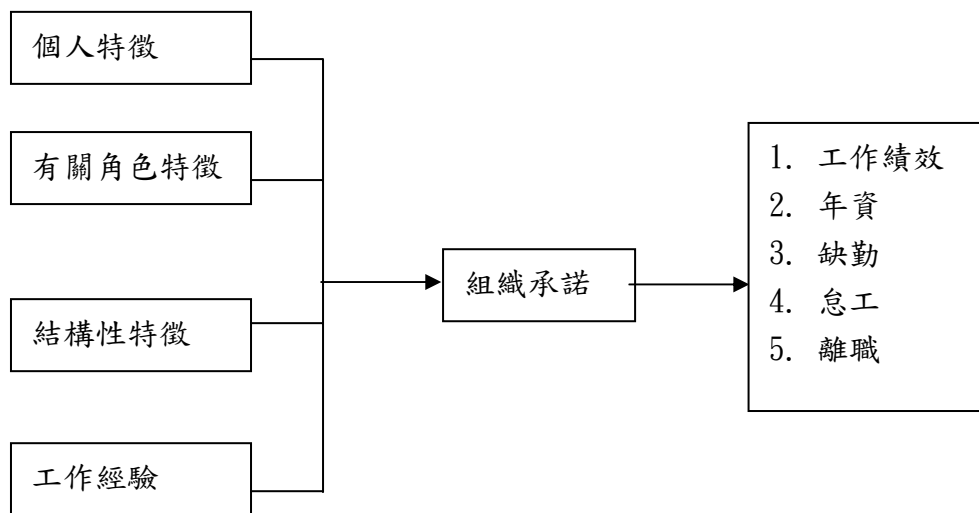 個人特徵
有關角色特徵
結構性特徵
工作經驗
組織承諾
1. 工作績效
2. 年資
3. 缺勤
4. 怠工
5. 離職